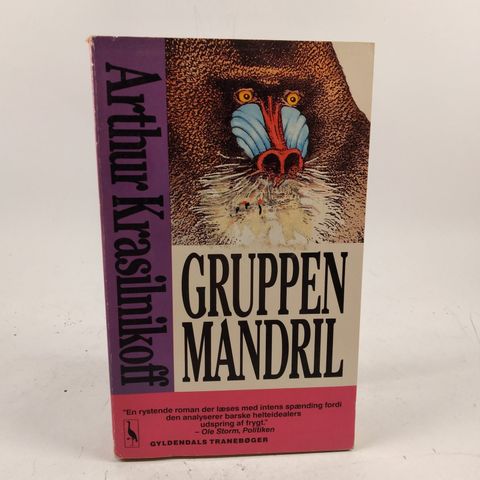 Arthur Krasilnikoff
GRUPPEN
MANDRIL
"En rystende roman der læses med intens spænding fordi
den analyserer barske helteidealers
udspring af frygt."
– Ole Storm, Politiken
GYLDENDALS TRANEBØGER